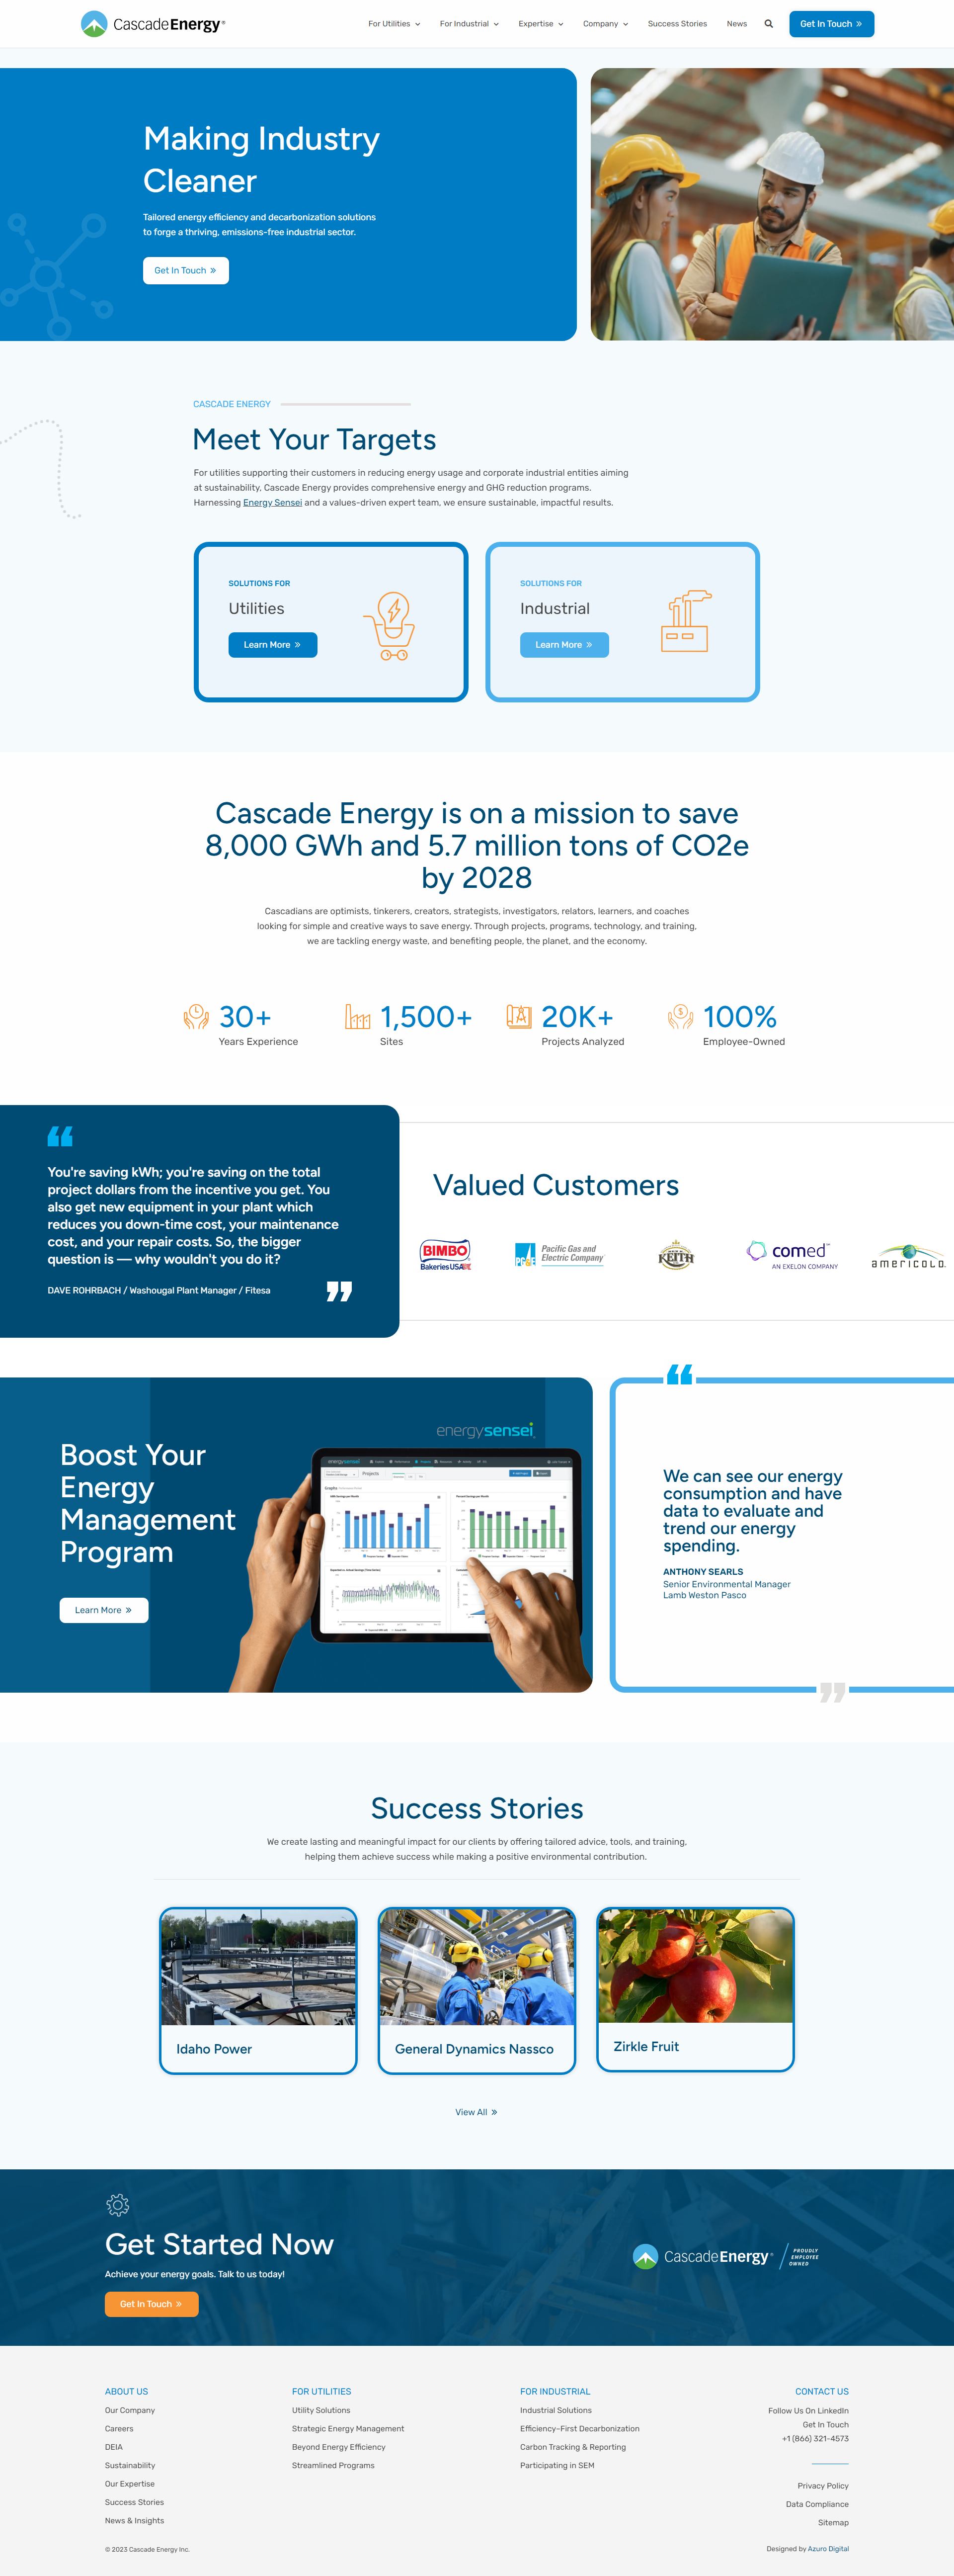 CascadeEnergy®
For Utilities
For Industrial
Expertise
Company
Success Stories
News
Get In Touch »
Making Industry
Cleaner
Tailored energy efficiency and decarbonization solutions
to forge a thriving, emissions-free industrial sector.
Get In Touch »
CASCADE ENERGY
Meet Your Targets
For utilities supporting their customers in reducing energy usage and corporate industrial entities aiming
at sustainability, Cascade Energy provides comprehensive energy and GHG reduction programs.
Harnessing Energy Sensei and a values-driven expert team, we ensure sustainable, impactful results.
SOLUTIONS FOR
Utilities
Learn More »
SOLUTIONS FOR
Industrial
Learn More »
Cascade Energy is on a mission to save
8,000 GWh and 5.7 million tons of CO2e
by 2028
Cascadians are optimists, tinkerers, creators, strategists, investigators, relators, learners, and coaches
looking for simple and creative ways to save energy. Through projects, programs, technology, and training,
we are tackling energy waste, and benefiting people, the planet, and the economy.
30+
Years Experience
1,500+
Sites
20K+
Projects Analyzed
100%
Employee-Owned
You're saving kWh; you're saving on the total
project dollars from the incentive you get. You
also get new equipment in your plant which
reduces you down-time cost, your maintenance
cost, and your repair costs. So, the bigger
question is — why wouldn't you do it?
DAVE ROHRBACH / Washougal Plant Manager / Fitesa
Valued Customers
BIMBO
Bakeries USA
PG&E
Pacific Gas and
Electric Company
KEITH
comed™
AN EXELON COMPANY
americold
Boost Your
Energy
Management
Program
Learn More »
energysensei
energysensei
Projects
Graphs
We can see our energy
consumption and have
data to evaluate and
trend our energy
spending.
ANTHONY SEARLS
Senior Environmental Manager
Lamb Weston Pasco
Success Stories
We create lasting and meaningful impact for our clients by offering tailored advice, tools, and training,
helping them achieve success while making a positive environmental contribution.
Idaho Power
General Dynamics Nassco
Zirkle Fruit
View All »
Get Started Now
Achieve your energy goals. Talk to us today!
Get In Touch »
CascadeEnergy®
PROUDLY
EMPLOYEE
OWNED
ABOUT US
Our Company
Careers
DEIA
Sustainability
Our Expertise
Success Stories
News & Insights
FOR UTILITIES
Utility Solutions
Strategic Energy Management
Beyond Energy Efficiency
Streamlined Programs
FOR INDUSTRIAL
Industrial Solutions
Efficiency-First Decarbonization
Carbon Tracking & Reporting
Participating in SEM
CONTACT US
Follow Us On LinkedIn
Get In Touch
+1 (866) 321-4573
Privacy Policy
Data Compliance
Sitemap
© 2023 Cascade Energy Inc.
Designed by Azuro Digital